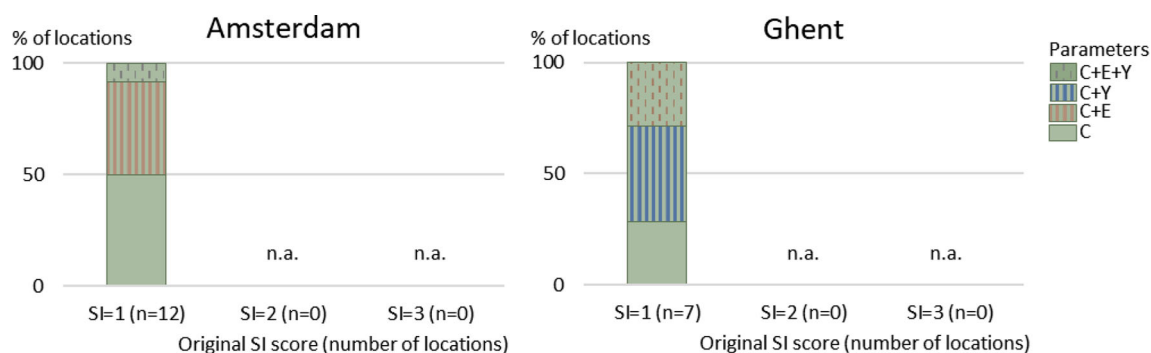 Amsterdam
% of locations
100
50
0
n.a.
n.a.
SI=1 (n=12)
SI=2 (n=0)
SI=3 (n=0)
Original SI score (number of locations)
Ghent
% of locations
100
50
0
n.a.
n.a.
SI=1 (n=7)
SI=2 (n=0)
SI=3 (n=0)
Original SI score (number of locations)
Parameters
C+E+Y
C+Y
C+E
C